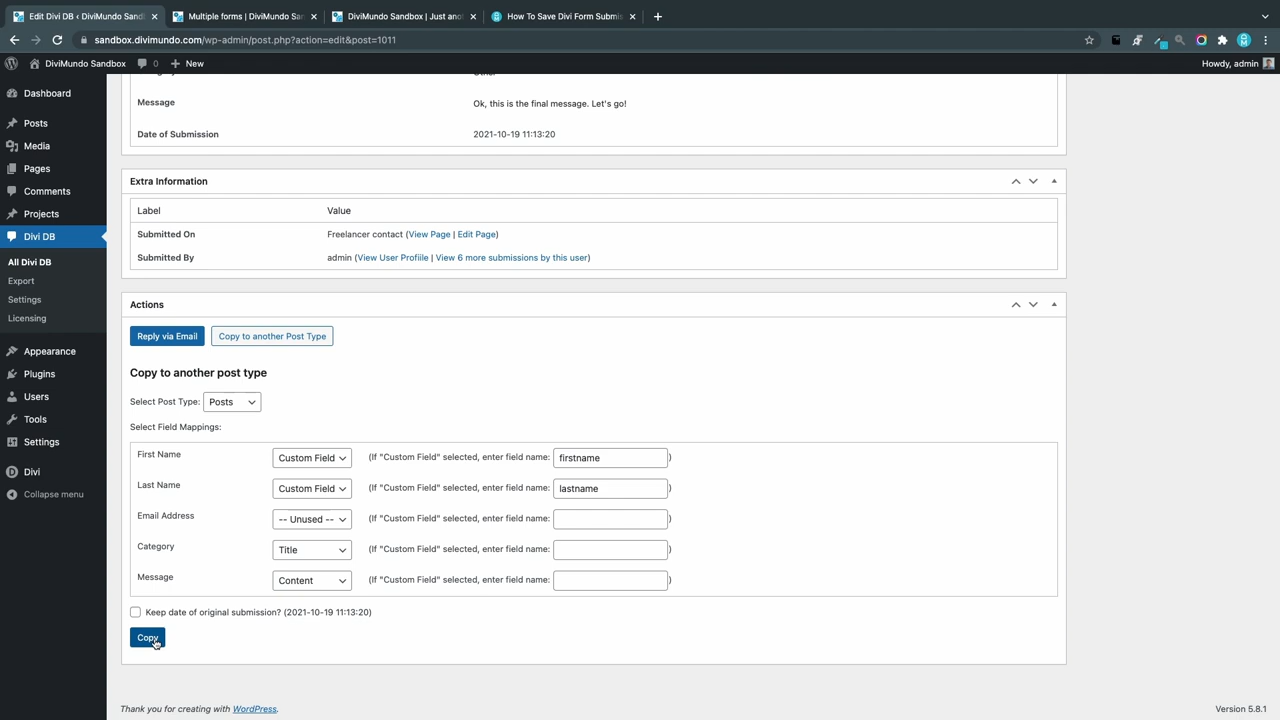 Edit Divi DB ‹ DiviMundo Sand
Multiple forms | DiviMundo San
DiviMundo Sandbox | Just anot
How To Save Divi Form Submis
sandbox.divimundo.com/wp-admin/post.php?action=edit&post=1011
DiviMundo Sandbox 0 New Howdy, admin
Dashboard
Posts
Media
Pages
Comments
Projects
Divi DB
All Divi DB
Export
Settings
Licensing
Appearance
Plugins
Users
Tools
Settings
Divi
Collapse menu
Message Ok, this is the final message. Let's go!
Date of Submission 2021-10-19 11:13:20
Extra Information
Label Value
Submitted On Freelancer contact (View Page | Edit Page)
Submitted By admin (View User Profiile | View 6 more submissions by this user)
Actions
Reply via Email Copy to another Post Type
Copy to another post type
Select Post Type: Posts
Select Field Mappings:
First Name Custom Field (If "Custom Field" selected, enter field name: firstname )
Last Name Custom Field (If "Custom Field" selected, enter field name: lastname )
Email Address -- Unused -- (If "Custom Field" selected, enter field name: )
Category Title (If "Custom Field" selected, enter field name: )
Message Content (If "Custom Field" selected, enter field name: )
Keep date of original submission? (2021-10-19 11:13:20)
Copy
Thank you for creating with WordPress. Version 5.8.1